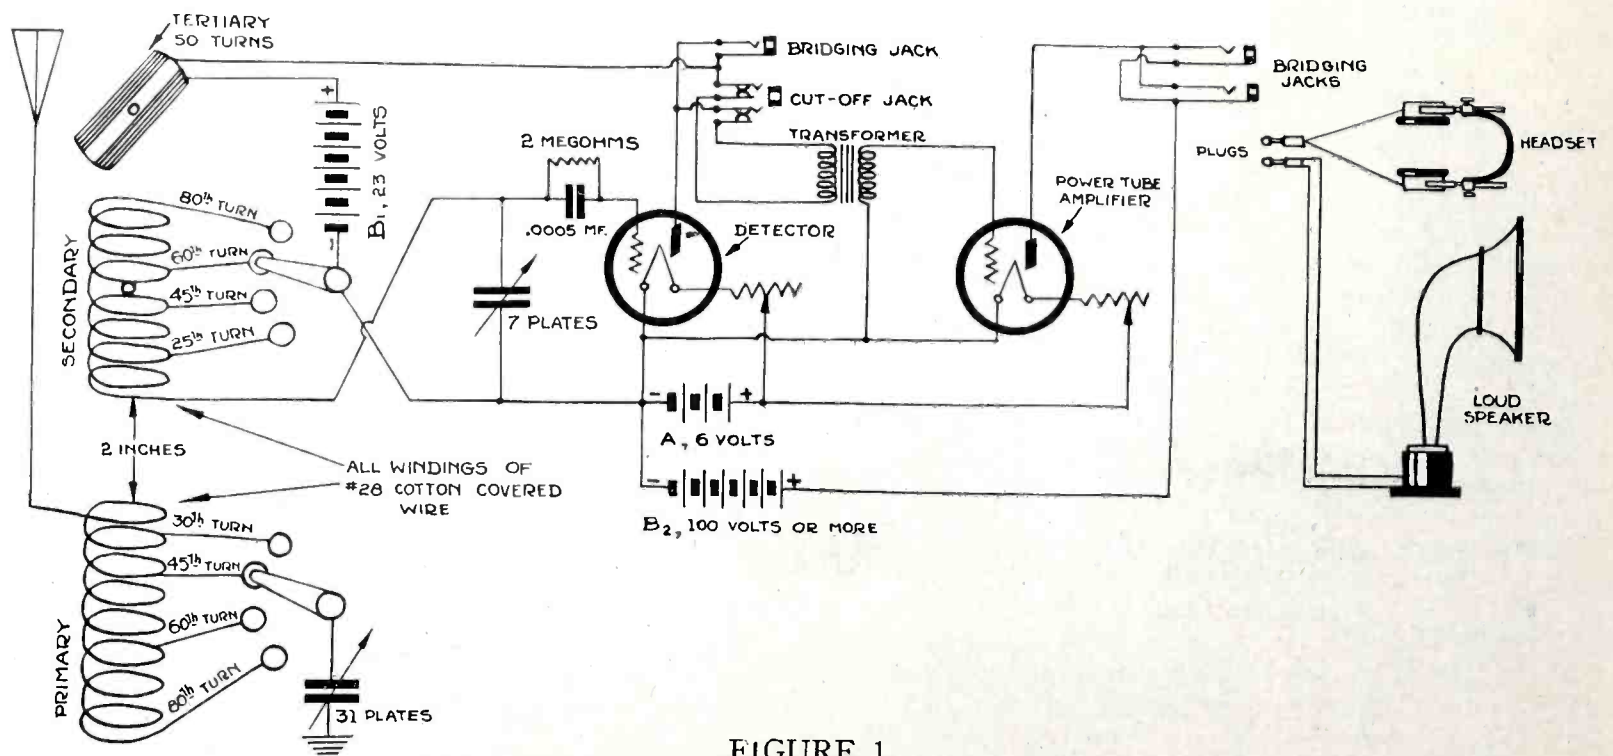 TERTIARY
50 TURNS
BRIDGING JACK
CUT-OFF JACK
BRIDGING
JACKS
+
B1, 23 VOLTS
-
2 MEGOHMS
.0005 MF.
TRANSFORMER
PLUGS
HEADSET
POWER TUBE
AMPLIFIER
DETECTOR
80th TURN
60th TURN
45th TURN
25th TURN
SECONDARY
7 PLATES
- +
A, 6 VOLTS
LOUD
SPEAKER
2 INCHES
ALL WINDINGS OF
#28 COTTON COVERED
WIRE
- +
B2, 100 VOLTS OR MORE
30th TURN
45th TURN
60th TURN
80th TURN
PRIMARY
31 PLATES
FIGURE 1